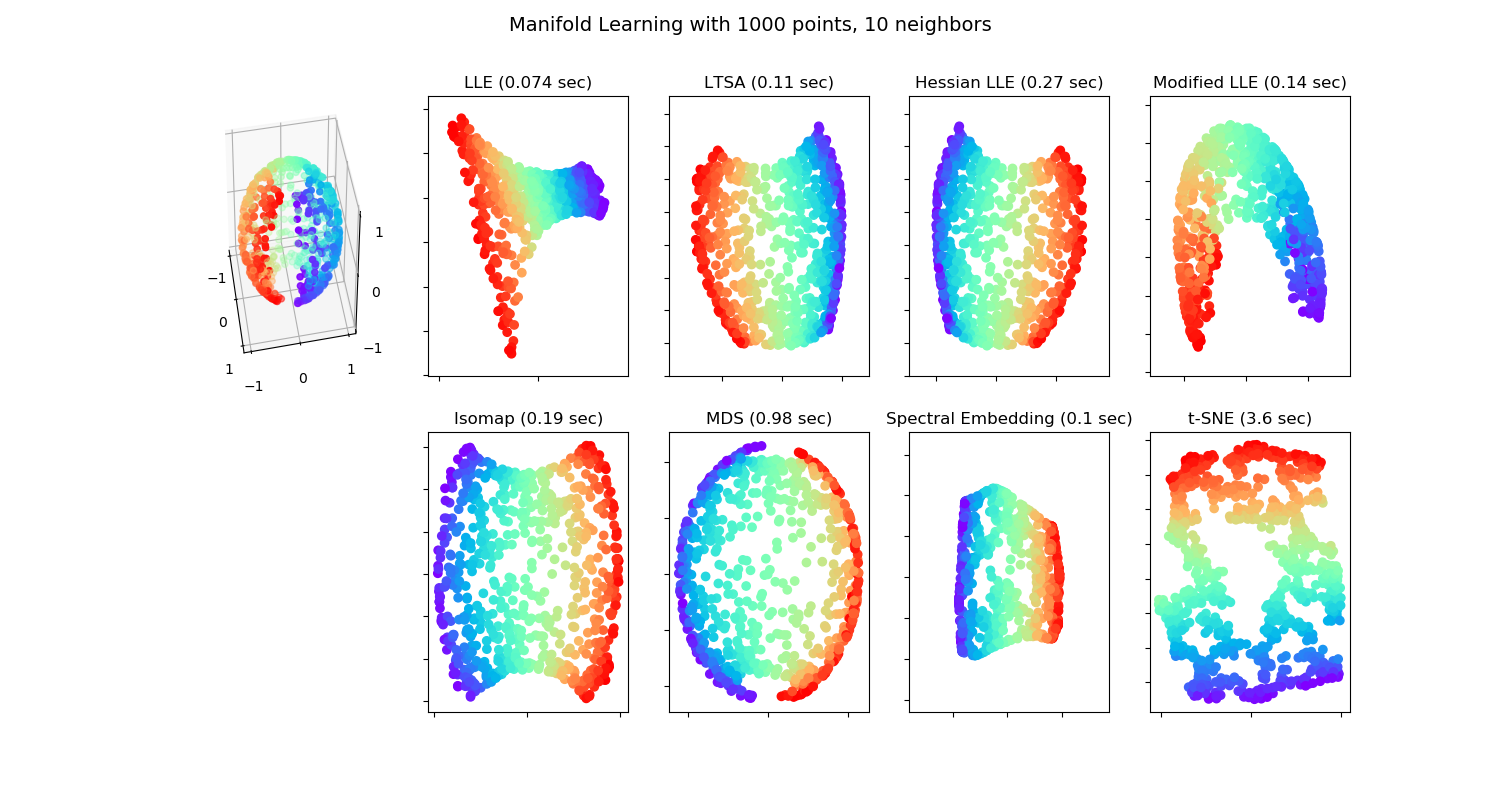 Manifold Learning with 1000 points, 10 neighbors
LLE (0.074 sec)
LTSA (0.11 sec)
Hessian LLE (0.27 sec)
Modified LLE (0.14 sec)
−1
0
1
−1
0
1
−1
0
1
Isomap (0.19 sec)
MDS (0.98 sec)
Spectral Embedding (0.1 sec)
t-SNE (3.6 sec)